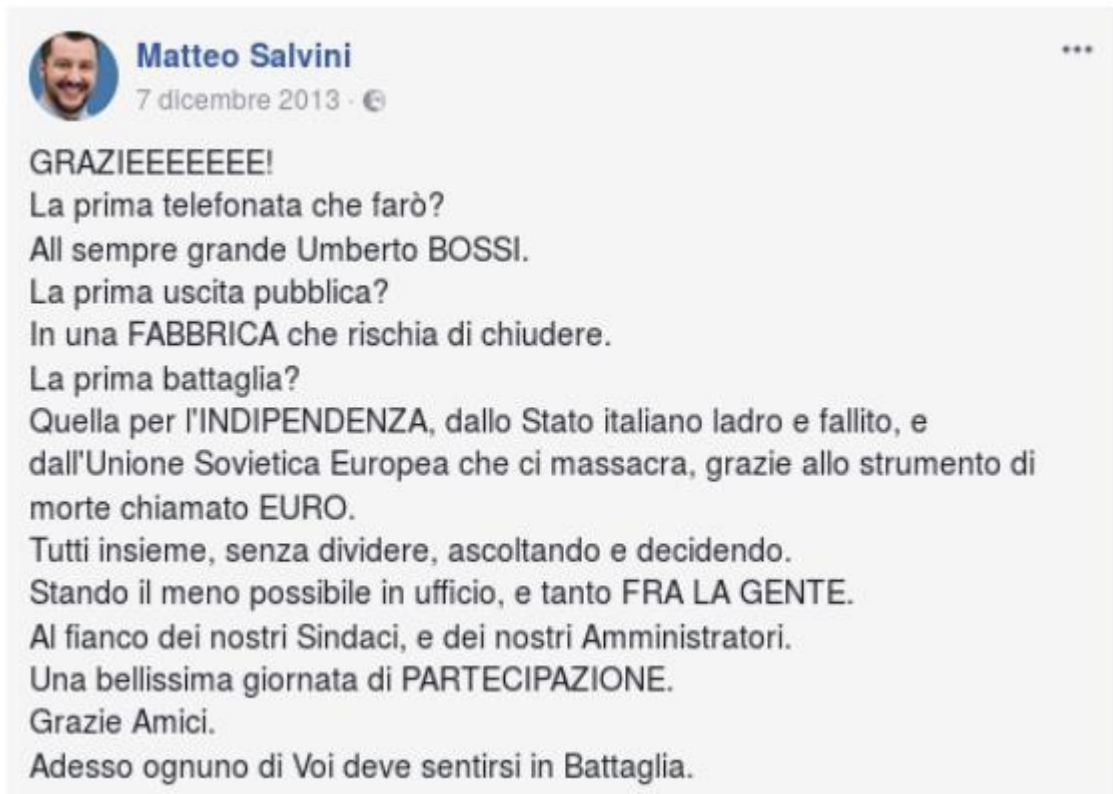 Matteo Salvini
7 dicembre 2013
GRAZIEEEEEEE!
La prima telefonata che farò?
All sempre grande Umberto BOSSI.
La prima uscita pubblica?
In una FABBRICA che rischia di chiudere.
La prima battaglia?
Quella per l'INDIPENDENZA, dallo Stato italiano ladro e fallito, e
dall'Unione Sovietica Europea che ci massacra, grazie allo strumento di
morte chiamato EURO.
Tutti insieme, senza dividere, ascoltando e decidendo.
Stando il meno possibile in ufficio, e tanto FRA LA GENTE.
Al fianco dei nostri Sindaci, e dei nostri Amministratori.
Una bellissima giornata di PARTECIPAZIONE.
Grazie Amici.
Adesso ognuno di Voi deve sentirsi in Battaglia.